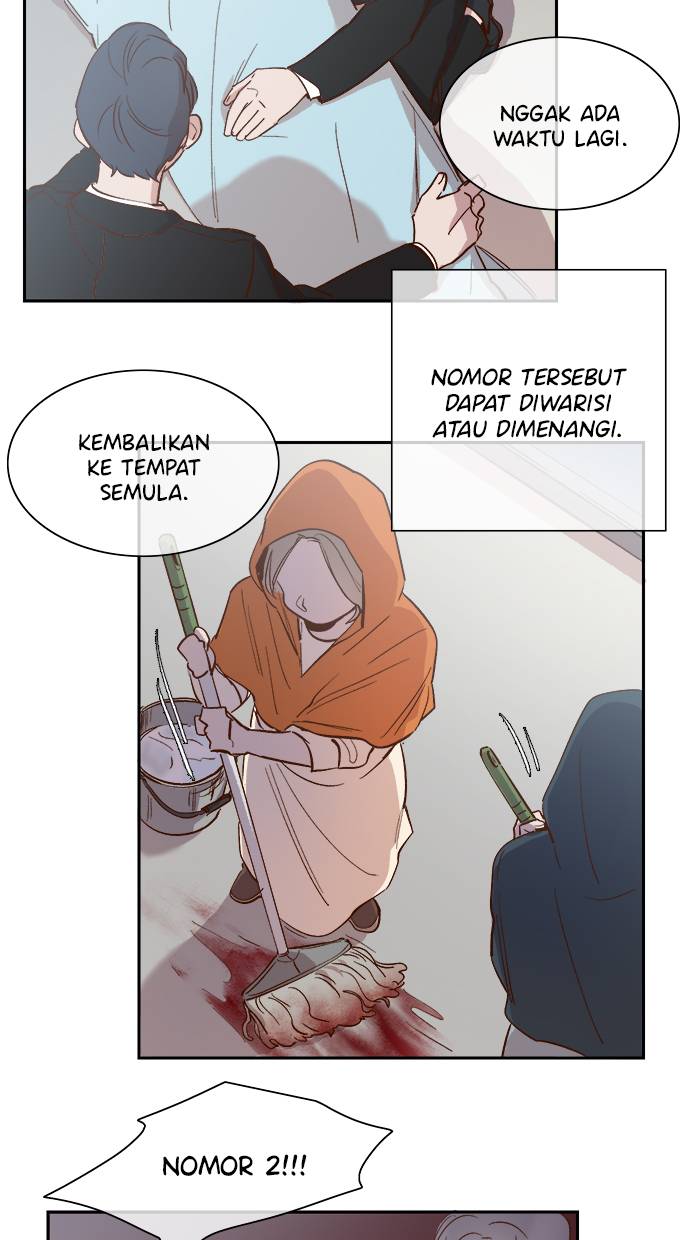 NGGAK ADA
WAKTU LAGI.
NOMOR TERSEBUT
DAPAT DIWARISI
ATAU DIMENANGI.
KEMBALIKAN
KE TEMPAT
SEMULA.
NOMOR 2!!!